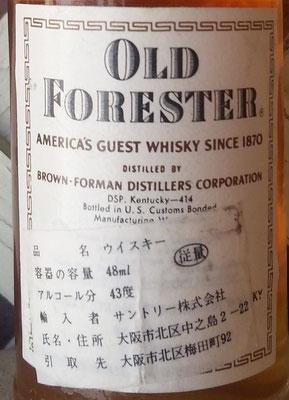 OLD
FORESTER®
AMERICA'S GUEST WHISKY SINCE 1870
DISTILLED BY
BROWN-FORMAN DISTILLERS CORPORATION
DSP. Kentucky—414
Bottled in U.S. Customs Bonded
Manufacturing
KY
品 名 ウイスキー 従量
容器の容量 48ml
アルコール分 43度
輸入者 サントリー株式会社
氏名・住所 大阪市北区中之島2-22
引取先 大阪市北区梅田町92